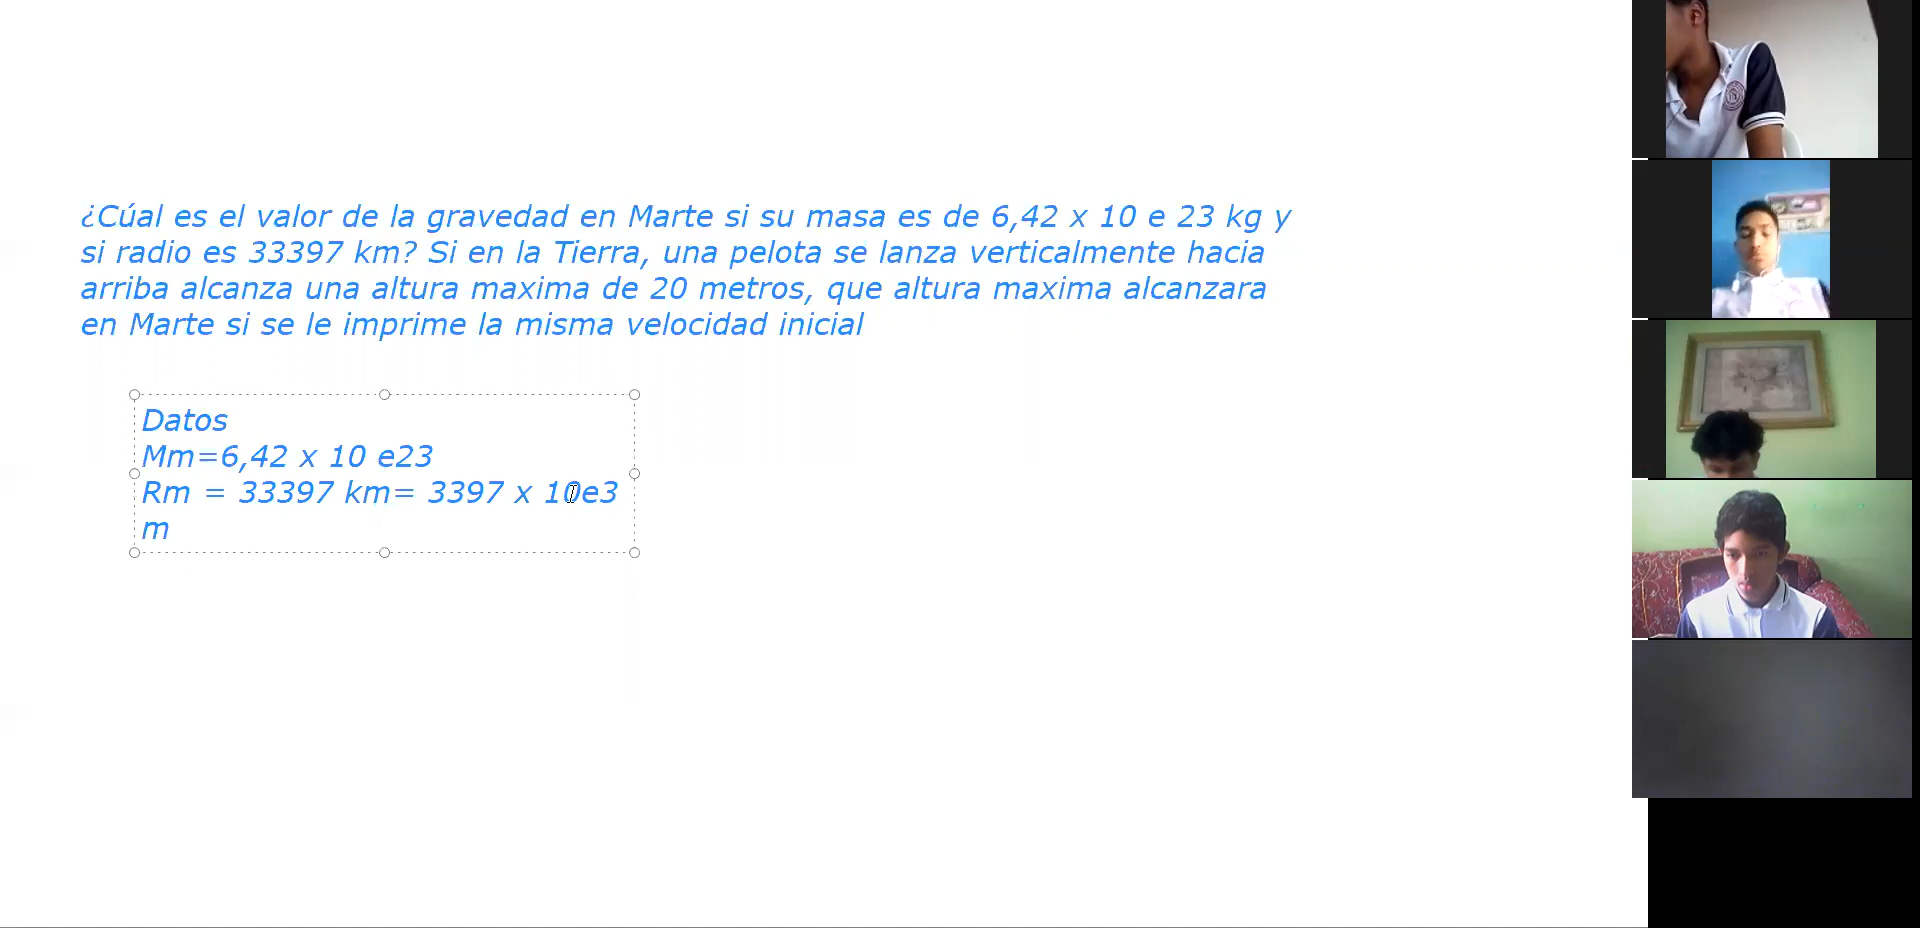 ¿Cúal es el valor de la gravedad en Marte si su masa es de 6,42 x 10 e 23 kg y
si radio es 33397 km? Si en la Tierra, una pelota se lanza verticalmente hacia
arriba alcanza una altura maxima de 20 metros, que altura maxima alcanzara
en Marte si se le imprime la misma velocidad inicial
Datos
Mm=6,42 x 10 e23
Rm = 33397 km= 3397 x 10e3
m